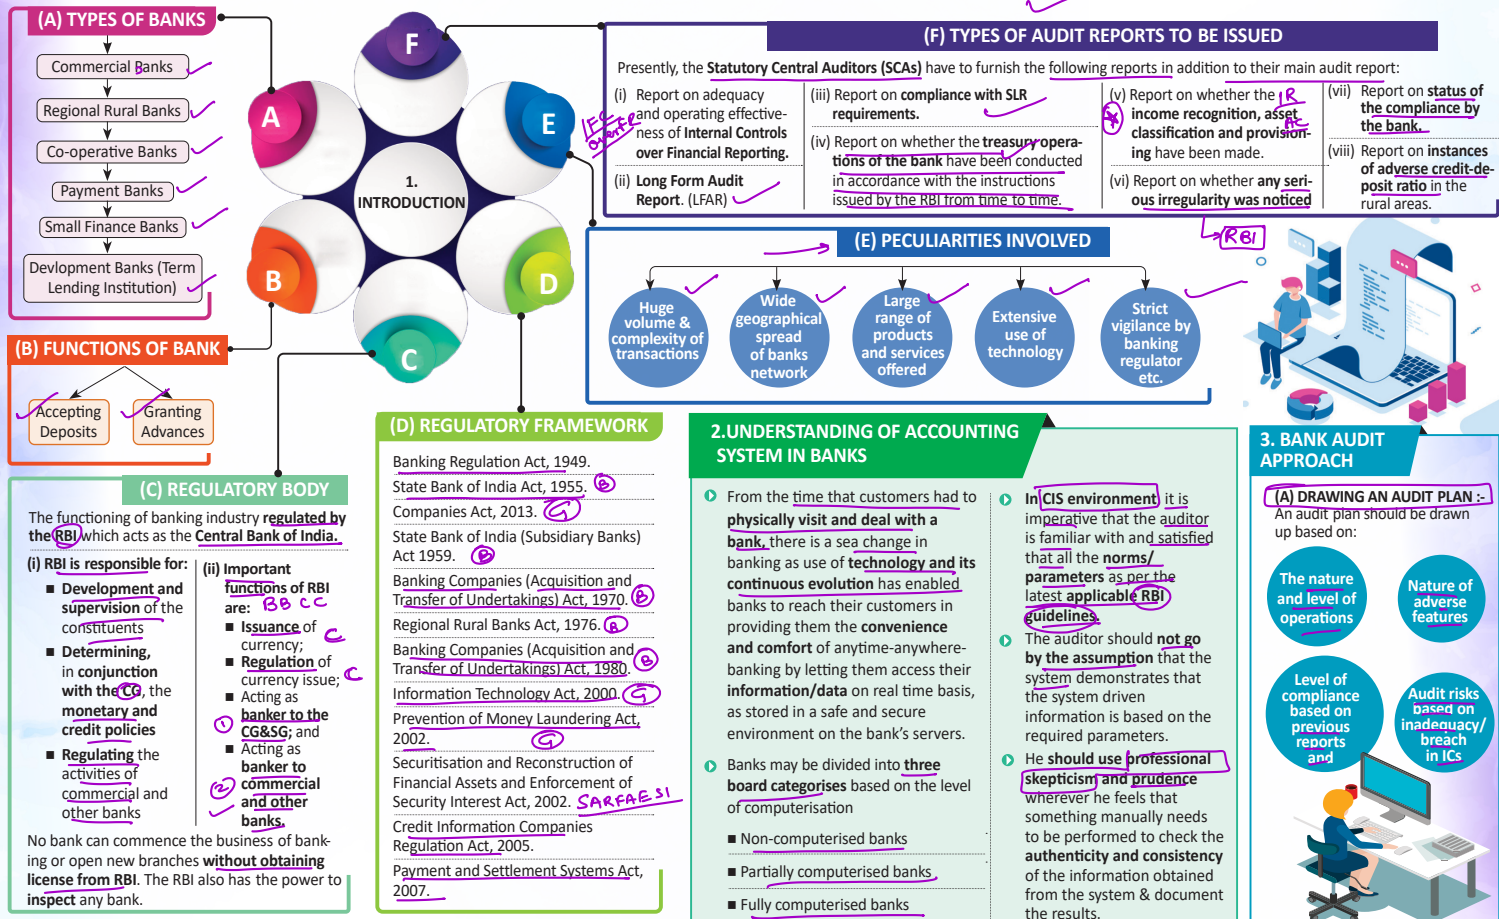 (A) TYPES OF BANKS
Commercial Banks
Regional Rural Banks
Co-operative Banks
Payment Banks
Small Finance Banks
Devlopment Banks (Term
Lending Institution)
(B) FUNCTIONS OF BANK
Accepting
Deposits
Granting
Advances
A
B
C
D
E
F
1.
INTRODUCTION
(F) TYPES OF AUDIT REPORTS TO BE ISSUED
Presently, the Statutory Central Auditors (SCAs) have to furnish the following reports in addition to their main audit report:
(i) Report on adequacy
and operating effective-
ness of Internal Controls
over Financial Reporting.
IFC
over FR
(ii) Long Form Audit
Report. (LFAR)
(iii) Report on compliance with SLR
requirements.
(iv) Report on whether the treasury opera-
tions of the bank have been conducted
in accordance with the instructions
issued by the RBI from time to time.
(v) Report on whether the
income recognition, asset
classification and provision-
ing have been made.
IR
AC
(vi) Report on whether any seri-
ous irregularity was noticed
RBI
(vii) Report on status of
the compliance by
the bank.
(viii) Report on instances
of adverse credit-de-
posit ratio in the
rural areas.
(E) PECULIARITIES INVOLVED
Huge
volume &
complexity of
transactions
Wide
geographical
spread
of banks
network
Large
range of
products
and services
offered
Extensive
use of
technology
Strict
vigilance by
banking
regulator
etc.
(C) REGULATORY BODY
The functioning of banking industry regulated by
the RBI which acts as the Central Bank of India.
(i) RBI is responsible for:
■ Development and
supervision of the
constituents
■ Determining,
in conjunction
with the CG, the
monetary and
credit policies
■ Regulating the
activities of
commercial and
other banks
(ii) Important
functions of RBI
are: BB CC
■ Issuance of
currency; C
■ Regulation of
currency issue; C
■ Acting as
banker to the
CG&SG; and
1
■ Acting as
banker to
commercial
and other
banks.
2
No bank can commence the business of bank-
ing or open new branches without obtaining
license from RBI. The RBI also has the power to
inspect any bank.
(D) REGULATORY FRAMEWORK
Banking Regulation Act, 1949.
State Bank of India Act, 1955. B
Companies Act, 2013. G
State Bank of India (Subsidiary Banks)
Act 1959. B
Banking Companies (Acquisition and
Transfer of Undertakings) Act, 1970. B
Regional Rural Banks Act, 1976. B
Banking Companies (Acquisition and
Transfer of Undertakings) Act, 1980. B
Information Technology Act, 2000. G
Prevention of Money Laundering Act,
2002. G
Securitisation and Reconstruction of
Financial Assets and Enforcement of
Security Interest Act, 2002. SARFAESI
Credit Information Companies
Regulation Act, 2005.
Payment and Settlement Systems Act,
2007.
2.UNDERSTANDING OF ACCOUNTING
SYSTEM IN BANKS
From the time that customers had to
physically visit and deal with a
bank, there is a sea change in
banking as use of technology and its
continuous evolution has enabled
banks to reach their customers in
providing them the convenience
and comfort of anytime-anywhere-
banking by letting them access their
information/data on real time basis,
as stored in a safe and secure
environment on the bank's servers.
Banks may be divided into three
board categorises based on the level
of computerisation
■ Non-computerised banks
■ Partially computerised banks
■ Fully computerised banks
In CIS environment, it is
imperative that the auditor
is familiar with and satisfied
that all the norms/
parameters as per the
latest applicable RBI
guidelines.
The auditor should not go
by the assumption that the
system demonstrates that
the system driven
information is based on the
required parameters.
He should use professional
skepticism and prudence
wherever he feels that
something manually needs
to be performed to check the
authenticity and consistency
of the information obtained
from the system & document
the results.
3. BANK AUDIT
APPROACH
(A) DRAWING AN AUDIT PLAN :-
An audit plan should be drawn
up based on:
The nature
and level of
operations
Nature of
adverse
features
Level of
compliance
based on
previous
reports
and
Audit risks
based on
inadequacy/
breach
in ICs